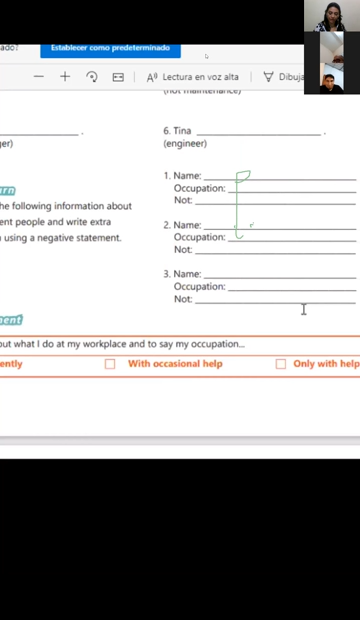 ado?
Establecer como predeterminado
Lectura en voz alta
Dibuja
(not maintenance)
.
6. Tina .
ger)
(engineer)
urn
1. Name:
Occupation:
Not:
he following information about
ent people and write extra
using a negative statement.
2. Name:
Occupation:
Not:
3. Name:
Occupation:
Not:
ment
out what I do at my workplace and to say my occupation...
ently
With occasional help
Only with help